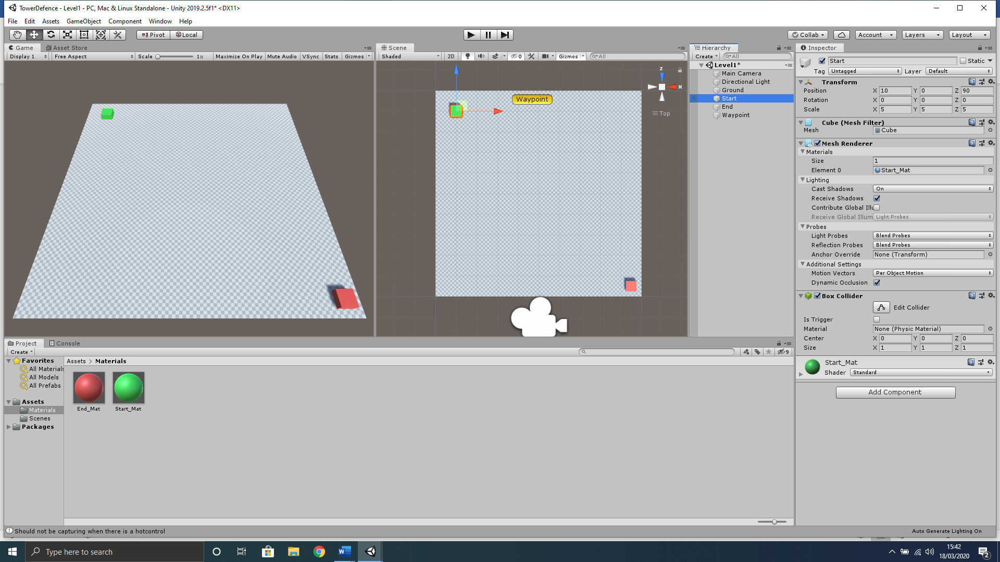 TowerDefence - Level1 - PC, Mac & Linux Standalone - Unity 2019.2.5f1* <DX11>
File Edit Assets GameObject Component Window Help
Pivot Local Collab Account Layers Layout
Game Asset Store
Display 1 Free Aspect Scale 1x Maximize On Play Mute Audio VSync Stats Gizmos
Scene
Shaded 2D 0 Gizmos All
Waypoint
z
x
Top
Hierarchy
Create All
Level1*
Main Camera
Directional Light
Ground
Start
End
Waypoint
Inspector
Start Static
Tag Untagged Layer Default
Transform
Position X 10 Y 0 Z 90
Rotation X 0 Y 0 Z 0
Scale X 5 Y 5 Z 5
Cube (Mesh Filter)
Mesh Cube
Mesh Renderer
Materials
Size 1
Element 0 Start_Mat
Lighting
Cast Shadows On
Receive Shadows
Contribute Global Illu
Receive Global Illum Light Probes
Probes
Light Probes Blend Probes
Reflection Probes Blend Probes
Anchor Override None (Transform)
Additional Settings
Motion Vectors Per Object Motion
Dynamic Occlusion
Box Collider
Edit Collider
Is Trigger
Material None (Physic Material)
Center X 0 Y 0 Z 0
Size X 1 Y 1 Z 1
Start_Mat
Shader Standard
Add Component
Project Console
Create 9
Favorites
All Materials
All Models
All Prefabs
Assets
Materials
Scenes
Packages
Assets > Materials
End_Mat Start_Mat
Should not be capturing when there is a hotcontrol
Auto Generate Lighting On
Type here to search
W
15:42
18/03/2020
2